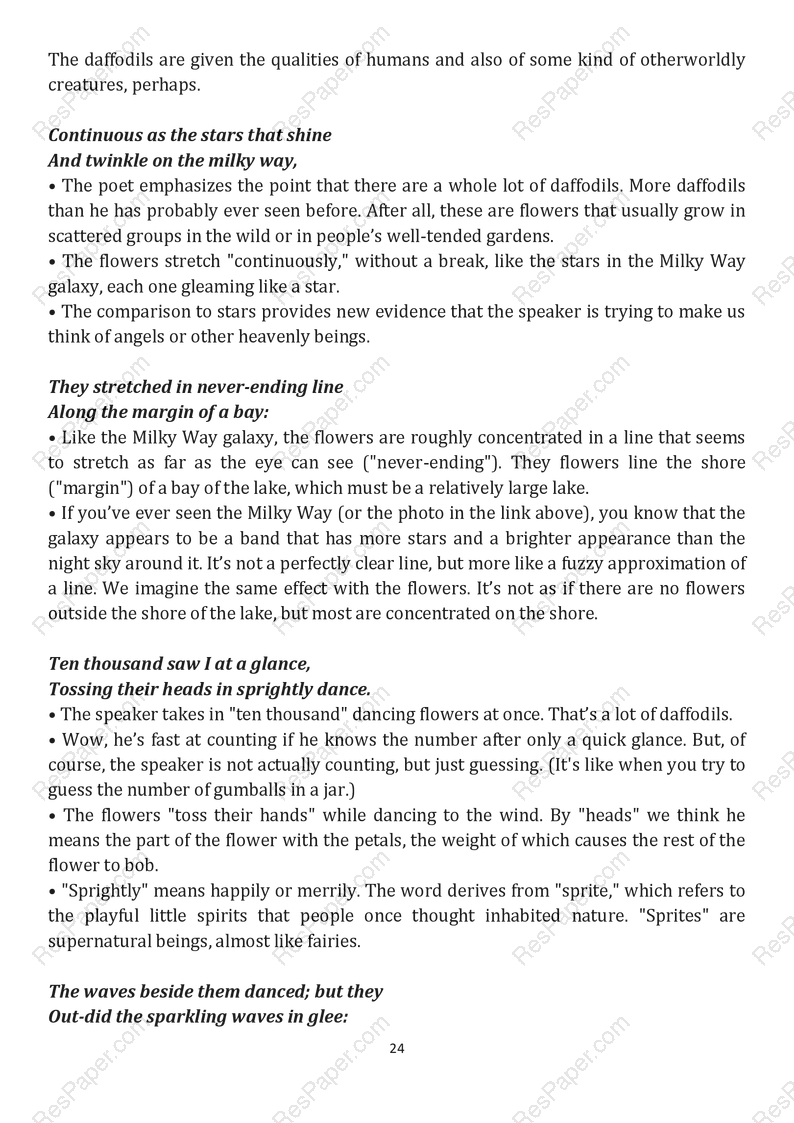 The daffodils are given the qualities of humans and also of some kind of otherworldly
creatures, perhaps.
Continuous as the stars that shine
And twinkle on the milky way,
• The poet emphasizes the point that there are a whole lot of daffodils. More daffodils
than he has probably ever seen before. After all, these are flowers that usually grow in
scattered groups in the wild or in people’s well-tended gardens.
• The flowers stretch "continuously," without a break, like the stars in the Milky Way
galaxy, each one gleaming like a star.
• The comparison to stars provides new evidence that the speaker is trying to make us
think of angels or other heavenly beings.
They stretched in never-ending line
Along the margin of a bay:
• Like the Milky Way galaxy, the flowers are roughly concentrated in a line that seems
to stretch as far as the eye can see ("never-ending"). They flowers line the shore
("margin") of a bay of the lake, which must be a relatively large lake.
• If you’ve ever seen the Milky Way (or the photo in the link above), you know that the
galaxy appears to be a band that has more stars and a brighter appearance than the
night sky around it. It’s not a perfectly clear line, but more like a fuzzy approximation of
a line. We imagine the same effect with the flowers. It’s not as if there are no flowers
outside the shore of the lake, but most are concentrated on the shore.
Ten thousand saw I at a glance,
Tossing their heads in sprightly dance.
• The speaker takes in "ten thousand" dancing flowers at once. That’s a lot of daffodils.
• Wow, he’s fast at counting if he knows the number after only a quick glance. But, of
course, the speaker is not actually counting, but just guessing. (It's like when you try to
guess the number of gumballs in a jar.)
• The flowers "toss their hands" while dancing to the wind. By "heads" we think he
means the part of the flower with the petals, the weight of which causes the rest of the
flower to bob.
• "Sprightly" means happily or merrily. The word derives from "sprite," which refers to
the playful little spirits that people once thought inhabited nature. "Sprites" are
supernatural beings, almost like fairies.
The waves beside them danced; but they
Out-did the sparkling waves in glee:
24